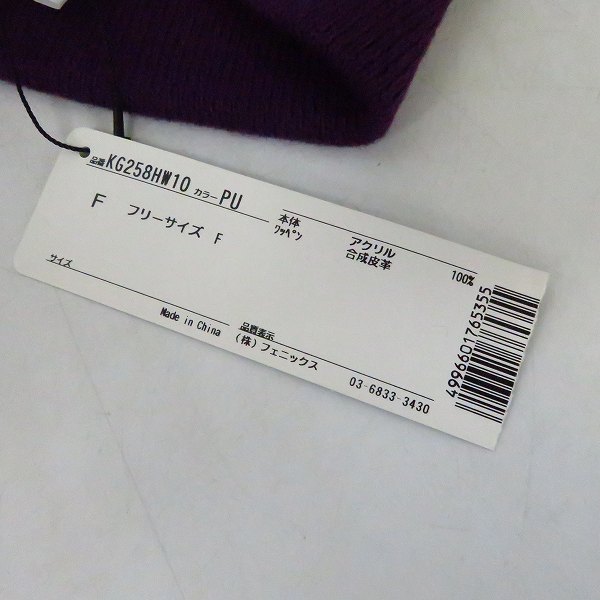 品番 KG258HW10 カラー PU
F フリーサイズ F
サイズ
本体 アクリル 100%
ワッペン 合成皮革
Made in China
品質表示
(株)フェニックス
03-6833-3430
4996601765355